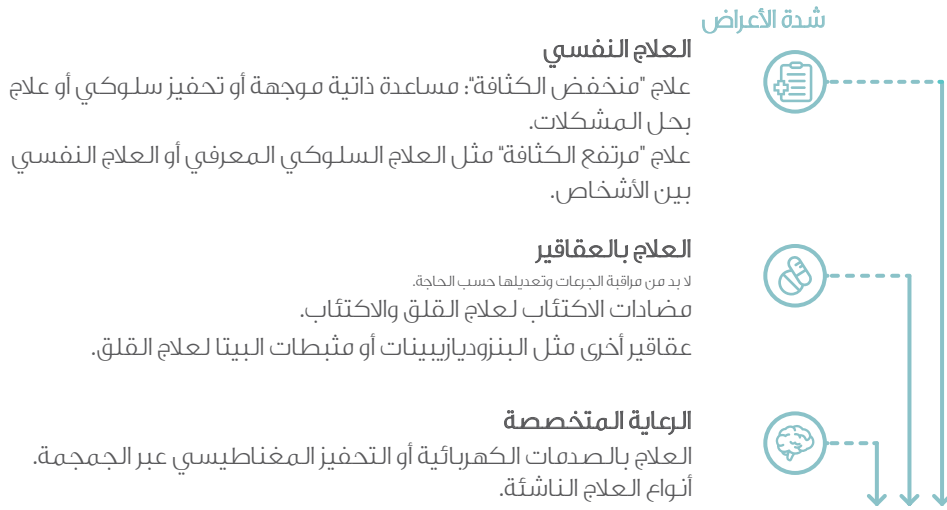 شدة الأعراض
العلاج النفسي
علاج "منخفض الكثافة": مساعدة ذاتية موجهة أو تحفيز سلوكي أو علاج
بحل المشكلات.
علاج "مرتفع الكثافة" مثل العلاج السلوكي المعرفي أو العلاج النفسي
بين الأشخاص.
العلاج بالعقاقير
لا بد من مراقبة الجرعات وتعديلها حسب الحاجة.
مضادات الاكتئاب لعلاج القلق والاكتئاب.
عقاقير أخرى مثل البنزوديازيبينات أو مثبطات البيتا لعلاج القلق.
الرعاية المتخصصة
العلاج بالصدمات الكهربائية أو التحفيز المغناطيسي عبر الجمجمة.
أنواع العلاج الناشئة.